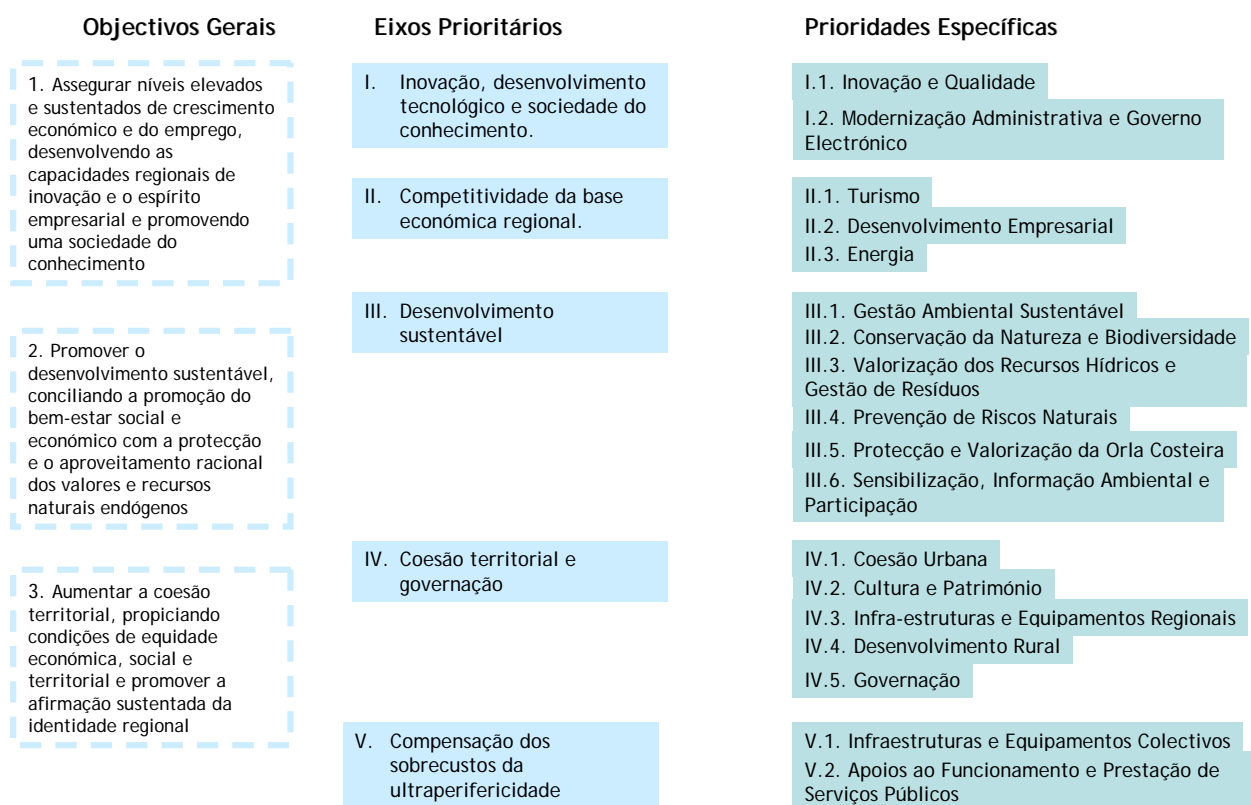 Objectivos Gerais
Eixos Prioritários
Prioridades Específicas
1. Assegurar níveis elevados
e sustentados de crescimento
económico e do emprego,
desenvolvendo as
capacidades regionais de
inovação e o espírito
empresarial e promovendo
uma sociedade do
conhecimento
2. Promover o
desenvolvimento sustentável,
conciliando a promoção do
bem-estar social e
económico com a protecção
e o aproveitamento racional
dos valores e recursos
naturais endógenos
3. Aumentar a coesão
territorial, propiciando
condições de equidade
económica, social e
territorial e promover a
afirmação sustentada da
identidade regional
I. Inovação, desenvolvimento
tecnológico e sociedade do
conhecimento.
II. Competitividade da base
económica regional.
III. Desenvolvimento
sustentável
IV. Coesão territorial e
governação
V. Compensação dos
sobrecustos da
ultraperifericidade
I.1. Inovação e Qualidade
I.2. Modernização Administrativa e Governo
Electrónico
II.1. Turismo
II.2. Desenvolvimento Empresarial
II.3. Energia
III.1. Gestão Ambiental Sustentável
III.2. Conservação da Natureza e Biodiversidade
III.3. Valorização dos Recursos Hídricos e
Gestão de Resíduos
III.4. Prevenção de Riscos Naturais
III.5. Protecção e Valorização da Orla Costeira
III.6. Sensibilização, Informação Ambiental e
Participação
IV.1. Coesão Urbana
IV.2. Cultura e Património
IV.3. Infra-estruturas e Equipamentos Regionais
IV.4. Desenvolvimento Rural
IV.5. Governação
V.1. Infraestruturas e Equipamentos Colectivos
V.2. Apoios ao Funcionamento e Prestação de
Serviços Públicos